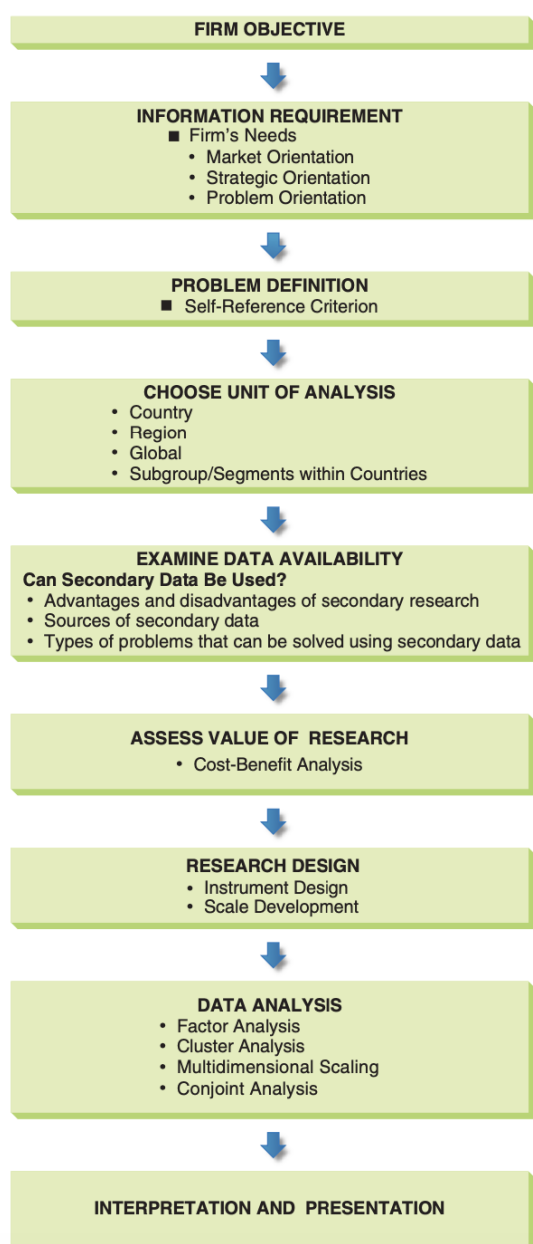 FIRM OBJECTIVE
INFORMATION REQUIREMENT
■ Firm's Needs
• Market Orientation
• Strategic Orientation
• Problem Orientation
PROBLEM DEFINITION
■ Self-Reference Criterion
CHOOSE UNIT OF ANALYSIS
• Country
• Region
• Global
• Subgroup/Segments within Countries
EXAMINE DATA AVAILABILITY
Can Secondary Data Be Used?
• Advantages and disadvantages of secondary research
• Sources of secondary data
• Types of problems that can be solved using secondary data
ASSESS VALUE OF RESEARCH
• Cost-Benefit Analysis
RESEARCH DESIGN
• Instrument Design
• Scale Development
DATA ANALYSIS
• Factor Analysis
• Cluster Analysis
• Multidimensional Scaling
• Conjoint Analysis
INTERPRETATION AND PRESENTATION